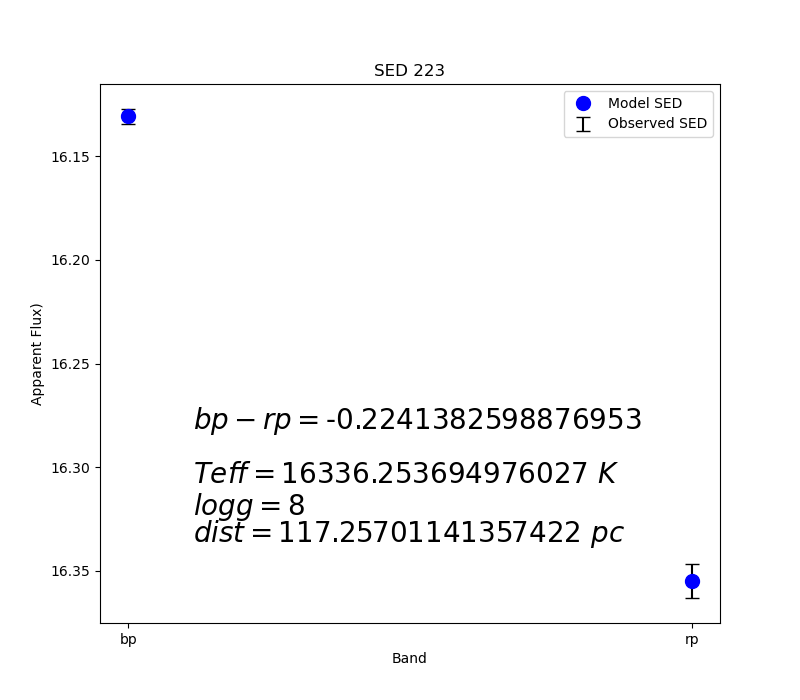 SED 223
Model SED
Observed SED
16.15
16.20
16.25
16.30
16.35
Apparent Flux)
bp − rp = -0.2241382598876953
Teff = 16336.253694976027 K
logg = 8
dist = 117.25701141357422 pc
bp
rp
Band